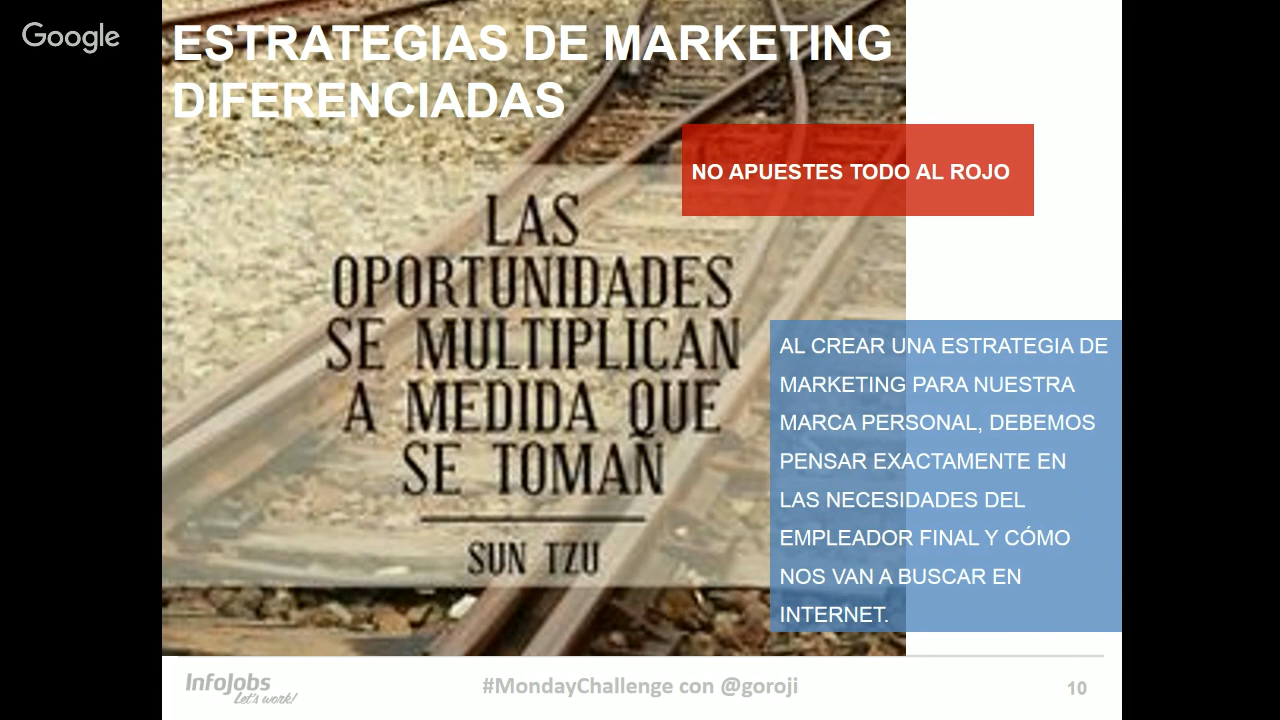 Google
ESTRATEGIAS DE MARKETING
DIFERENCIADAS
NO APUESTES TODO AL ROJO
LAS
OPORTUNIDADES
SE MULTIPLICAN
A MEDIDA QUE
SE TOMAN
SUN TZU
AL CREAR UNA ESTRATEGIA DE
MARKETING PARA NUESTRA
MARCA PERSONAL, DEBEMOS
PENSAR EXACTAMENTE EN
LAS NECESIDADES DEL
EMPLEADOR FINAL Y CÓMO
NOS VAN A BUSCAR EN
INTERNET.
InfoJobs
Let's work!
#MondayChallenge con @goroji
10